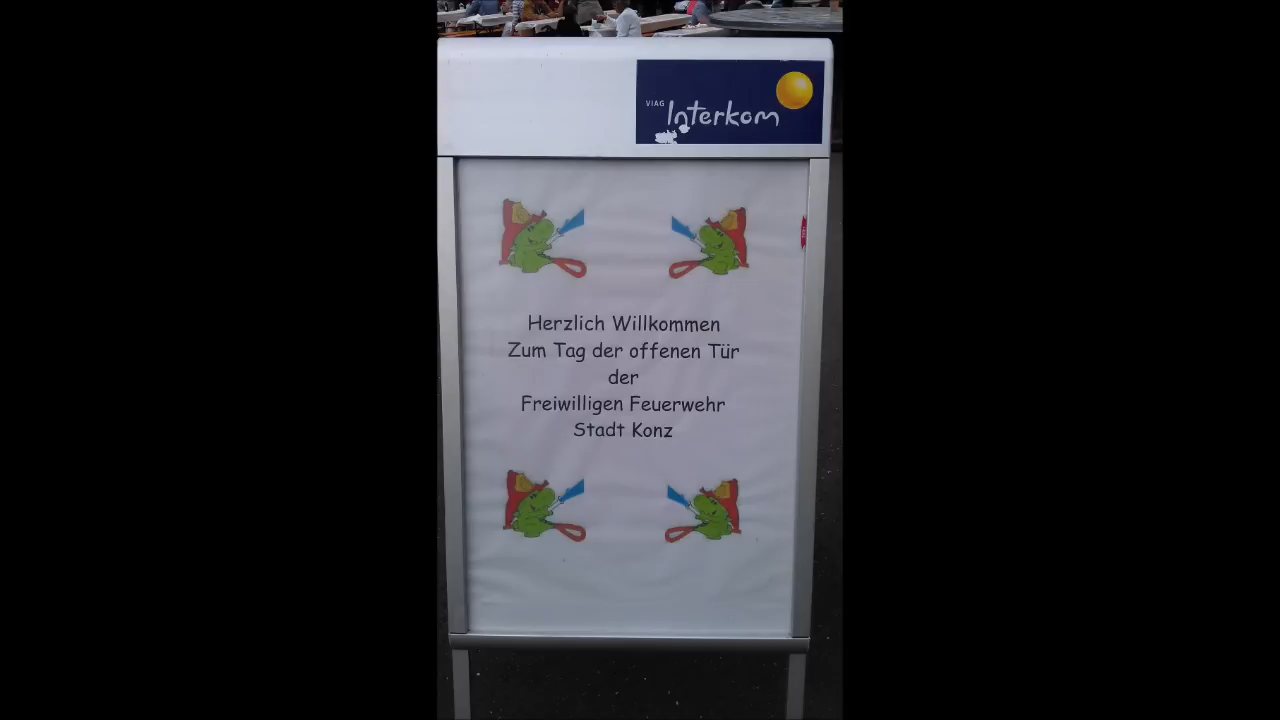 VIAG Interkom
Herzlich Willkommen
Zum Tag der offenen Tür
der
Freiwilligen Feuerwehr
Stadt Konz